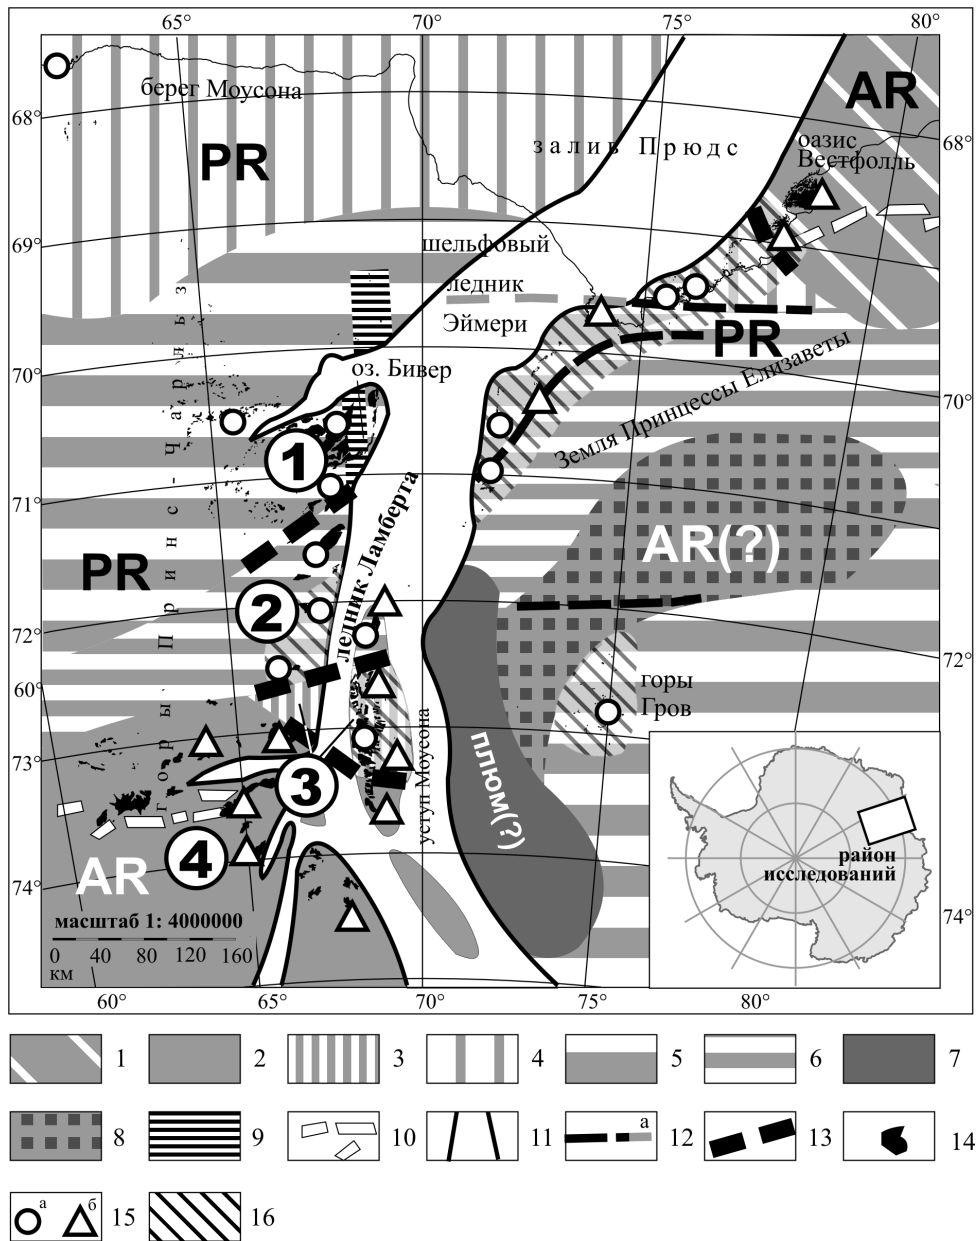 65°
70°
75°
80°
берег Моусона
AR
68°
PR
залив Прюдс
оазис
Вестфолль
68°
69°
шельфовый
ледник
Эймери
PR
70°
оз. Бивер
Земля Принцессы Елизаветы
70°
горы Принс-Чарльз
1
71°
ледник Ламберта
AR(?)
PR
2
72°
72°
60°
горы
Гров
73°
уступ Моусона
плюм(?)
3
4
AR
район
исследований
74°
74°
масштаб 1: 4000000
0 40 80 120 160
км
60°
65°
70°
75°
80°
1
2
3
4
5
6
7
8
9
10
11
а
12
13
14
а
б
15
16